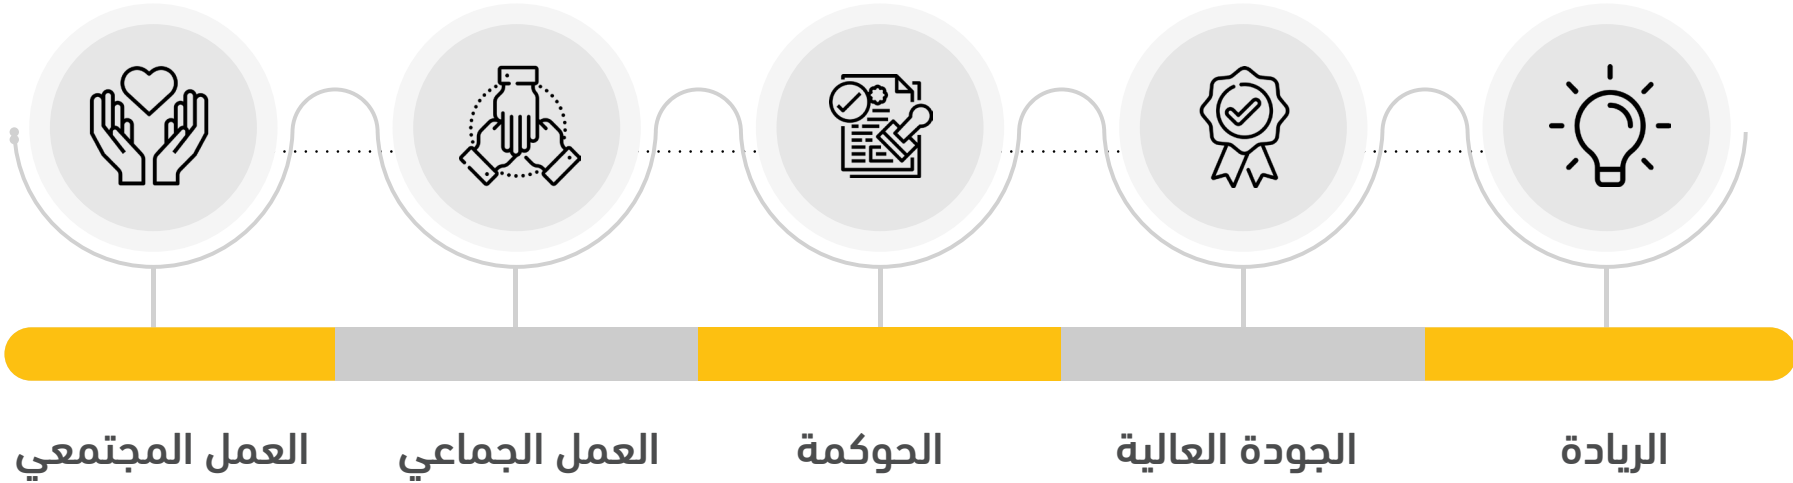 الريادة
الجودة العالية
الحوكمة
العمل الجماعي
العمل المجتمعي